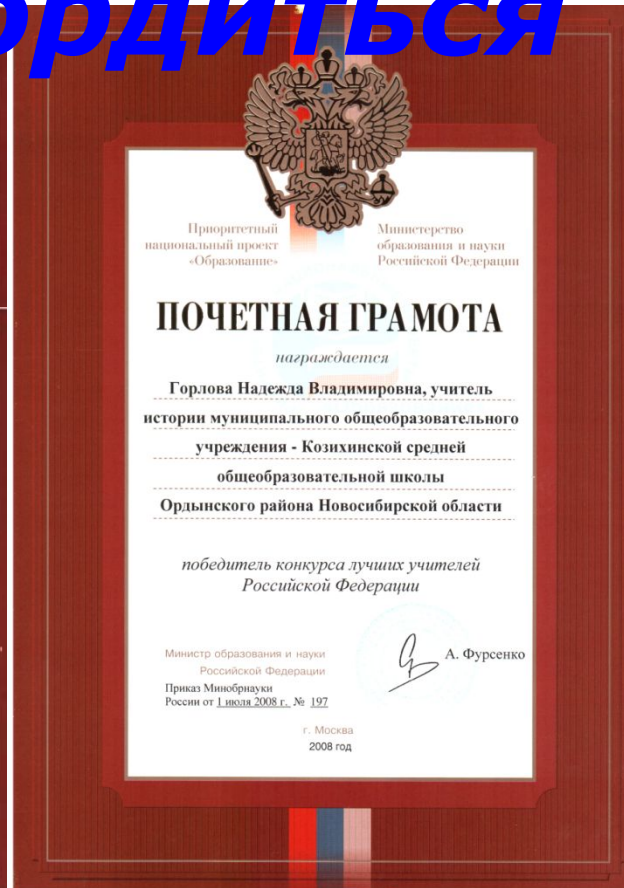 ордиться
Приоритетный
национальный проект
«Образование»
Министерство
образования и науки
Российской Федерации
ПОЧЕТНАЯ ГРАМОТА
награждается
Горлова Надежда Владимировна, учитель
истории муниципального общеобразовательного
учреждения - Козихинской средней
общеобразовательной школы
Ордынского района Новосибирской области
победитель конкурса лучших учителей
Российской Федерации
Министр образования и науки
Российской Федерации
А. Фурсенко
Приказ Минобрнауки
России от 1 июля 2008 г. № 197
г. Москва
2008 год